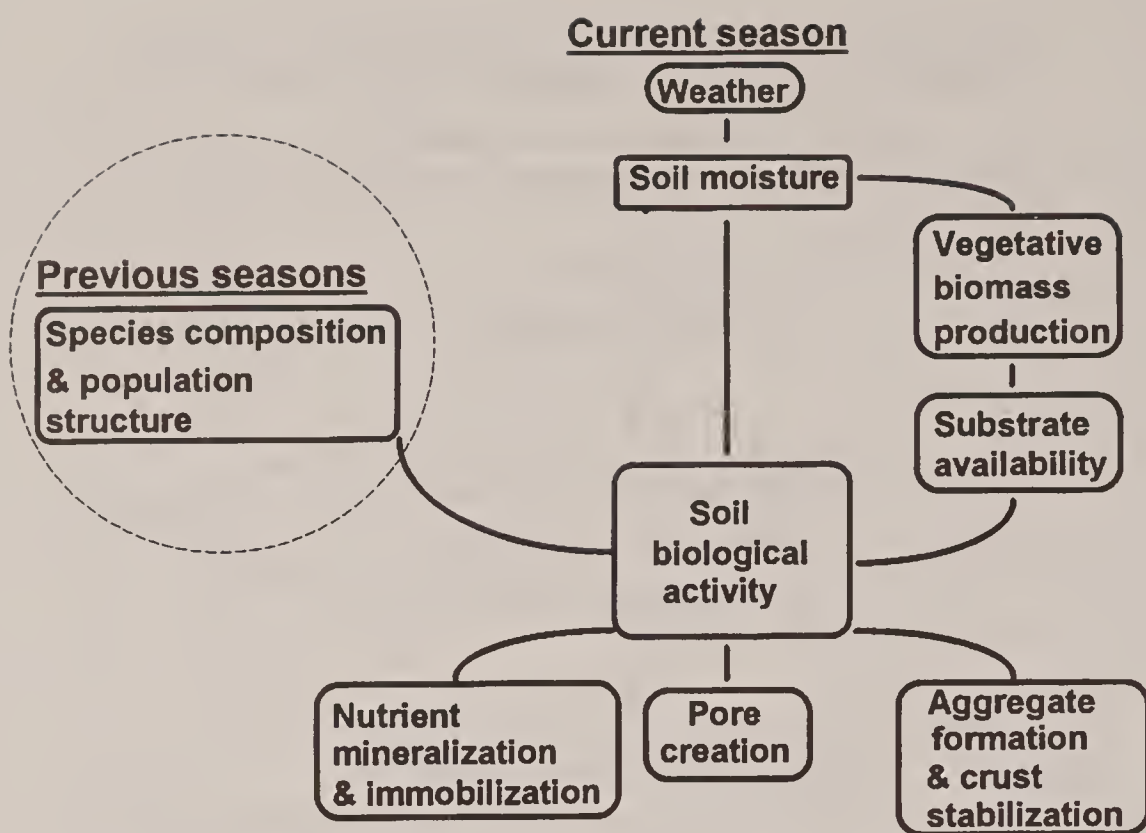 Current season
Weather
Soil moisture
Vegetative
biomass
production
Previous seasons
Species composition
& population
structure
Substrate
availability
Soil
biological
activity
Nutrient
mineralization
& immobilization
Pore
creation
Aggregate
formation
& crust
stabilization